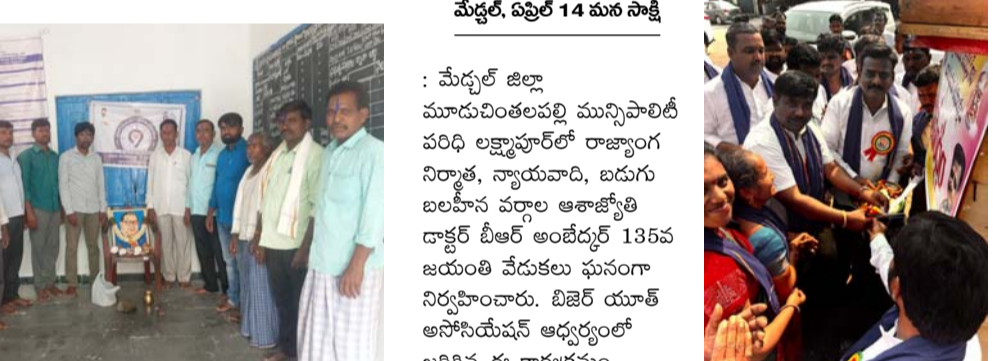 మేడ్చల్, ఏప్రిల్ 14 మన సాక్షి
: మేడ్చల్ జిల్లా
మూడుచింతలపల్లి మున్సిపాలిటీ
పరిధి లక్ష్మాపూర్‌లో రాజ్యాంగ
నిర్మాత, న్యాయవాది, బడుగు
బలహీన వర్గాల ఆశాజ్యోతి
డాక్టర్ బీఆర్ అంబేద్కర్ 135వ
జయంతి వేడుకలు ఘనంగా
నిర్వహించారు. బిజెర్ యూత్
అసోసియేషన్ ఆధ్వర్యంలో